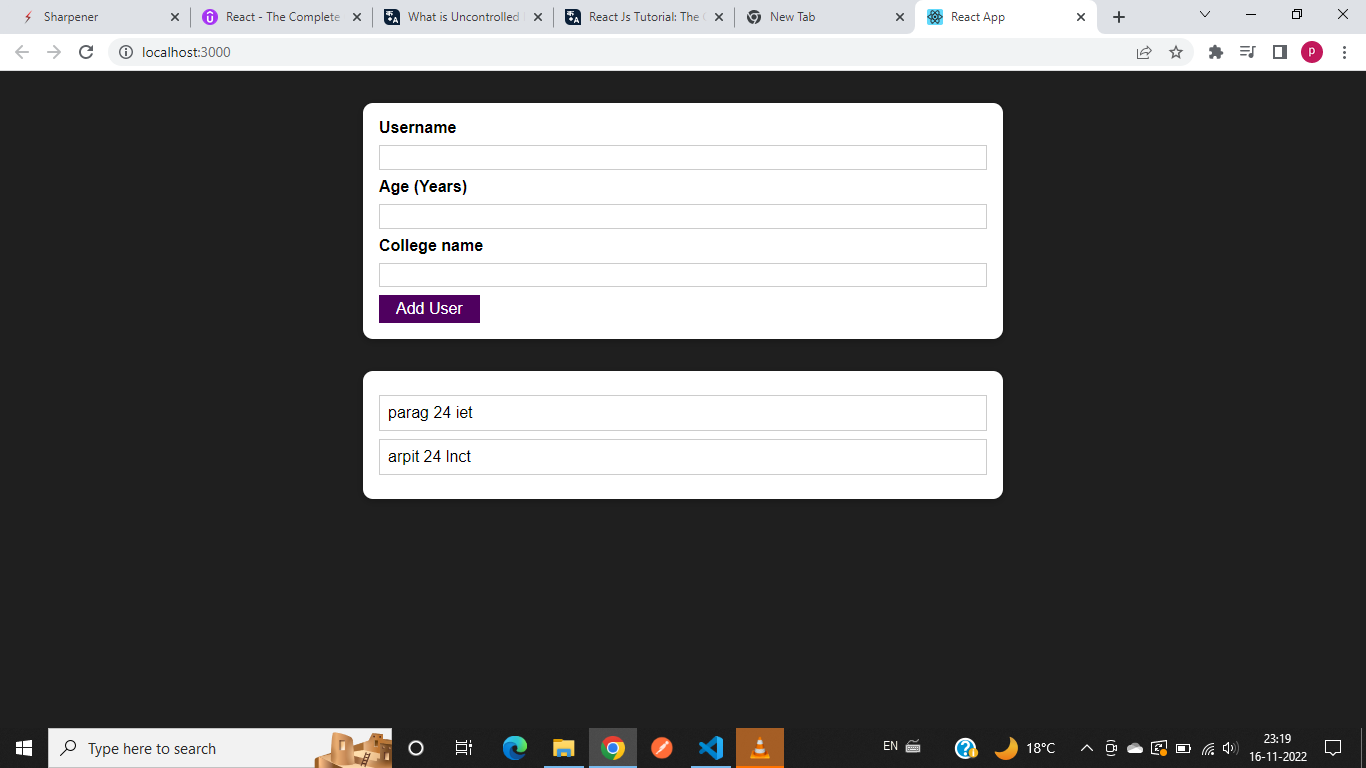 Sharpener
React - The Complete
What is Uncontrolled
React Js Tutorial: The
New Tab
React App
localhost:3000
P
Username
Age (Years)
College name
Add User
parag 24 iet
arpit 24 lnct
Type here to search
EN
18°C
23:19
16-11-2022